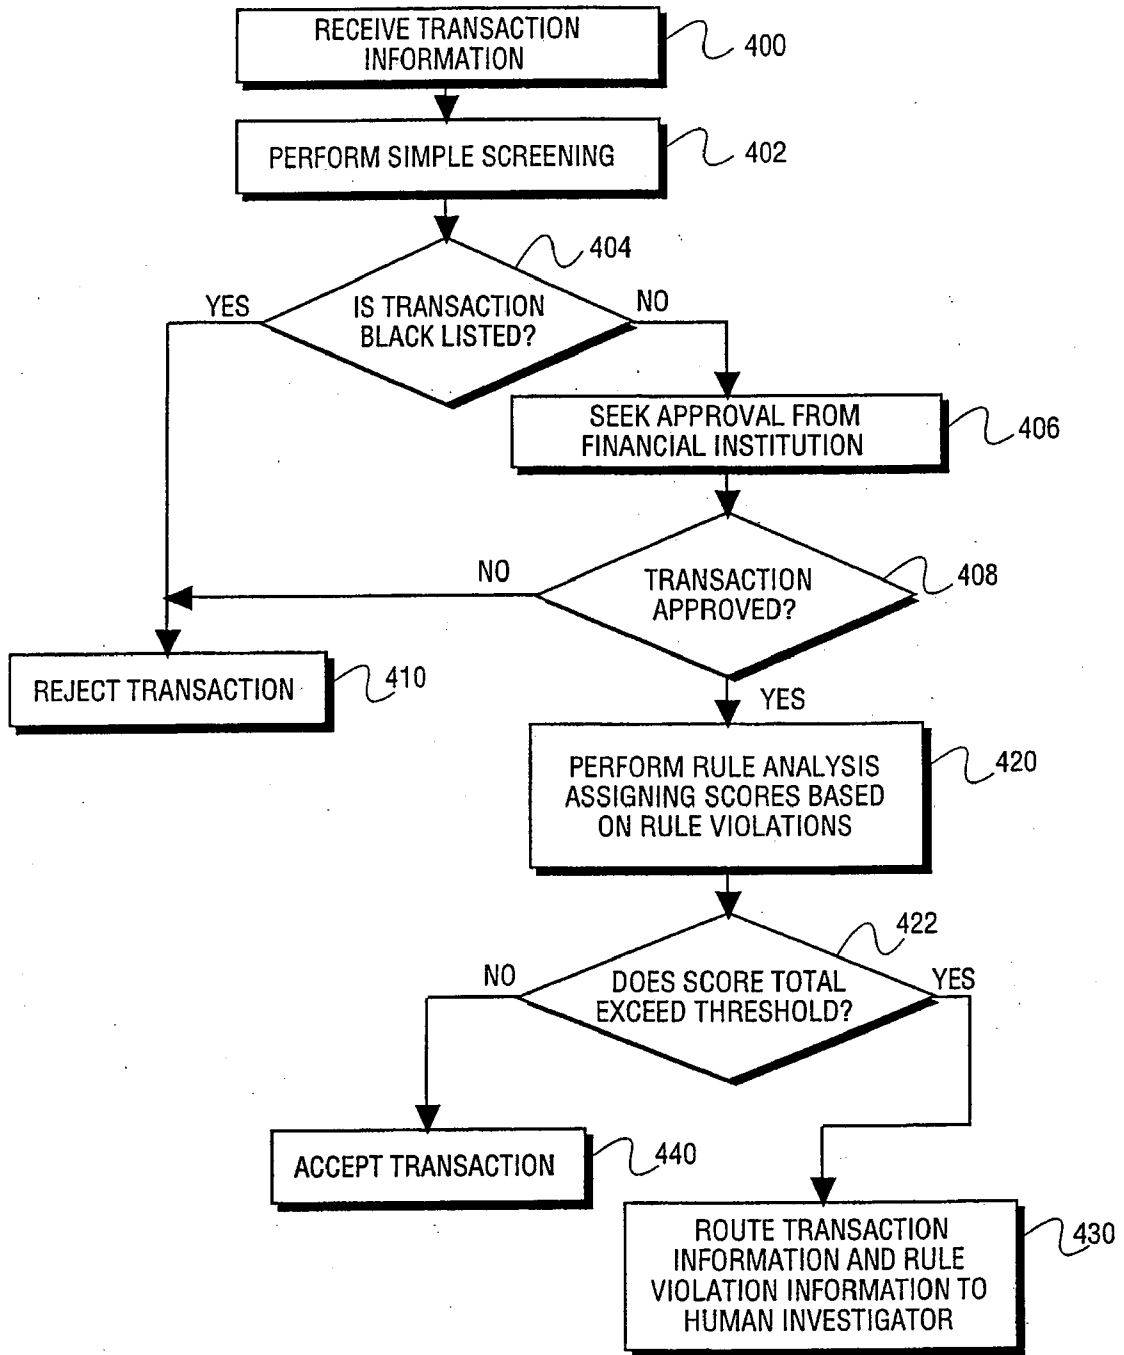 RECEIVE TRANSACTION
INFORMATION
400
PERFORM SIMPLE SCREENING
402
404
YES
IS TRANSACTION
BLACK LISTED?
NO
SEEK APPROVAL FROM
FINANCIAL INSTITUTION
406
NO
TRANSACTION
APPROVED?
408
REJECT TRANSACTION
410
YES
PERFORM RULE ANALYSIS
ASSIGNING SCORES BASED
ON RULE VIOLATIONS
420
422
NO
DOES SCORE TOTAL
EXCEED THRESHOLD?
YES
ACCEPT TRANSACTION
440
ROUTE TRANSACTION
INFORMATION AND RULE
VIOLATION INFORMATION TO
HUMAN INVESTIGATOR
430